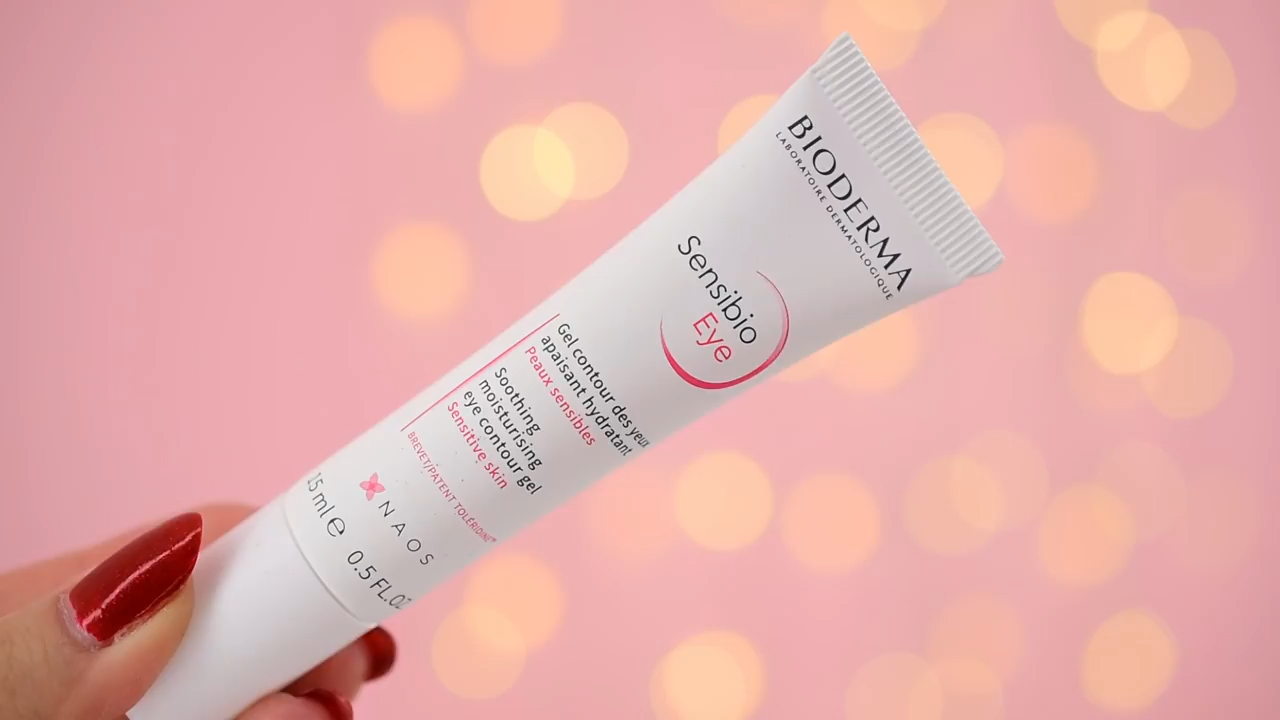 BIODERMA
LABORATOIRE DERMATOLOGIQUE
Sensibio
Eye
Gel contour des yeux
apaisant hydratant
Peaux sensibles
Soothing
moisturising
eye contour gel
Sensitive skin
BREVET/PATENT TOLÉRIDINE™
NAOS
15 ml e 0.5 FL.OZ